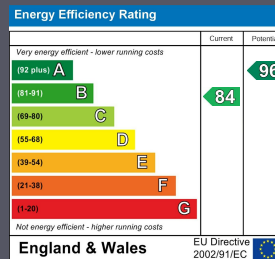 Energy Efficiency Rating
Current
Very energy efficient - lower running costs
(92 plus) A
96
(81-91) B
84
(69-80) C
(55-68) D
(39-54) E
(21-38) F
(1-20) G
Not energy efficient - higher running costs
England & Wales
EU Directive
2002/91/EC